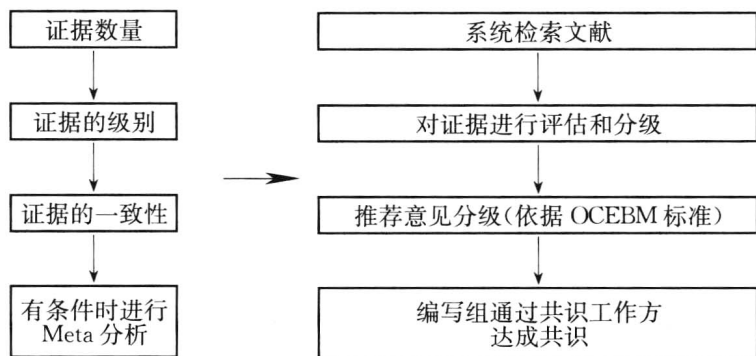 证据数量
证据的级别
证据的一致性
有条件时进行
Meta 分析
系统检索文献
对证据进行评估和分级
推荐意见分级(依据 OCEBM 标准)
编写组通过共识工作方
达成共识